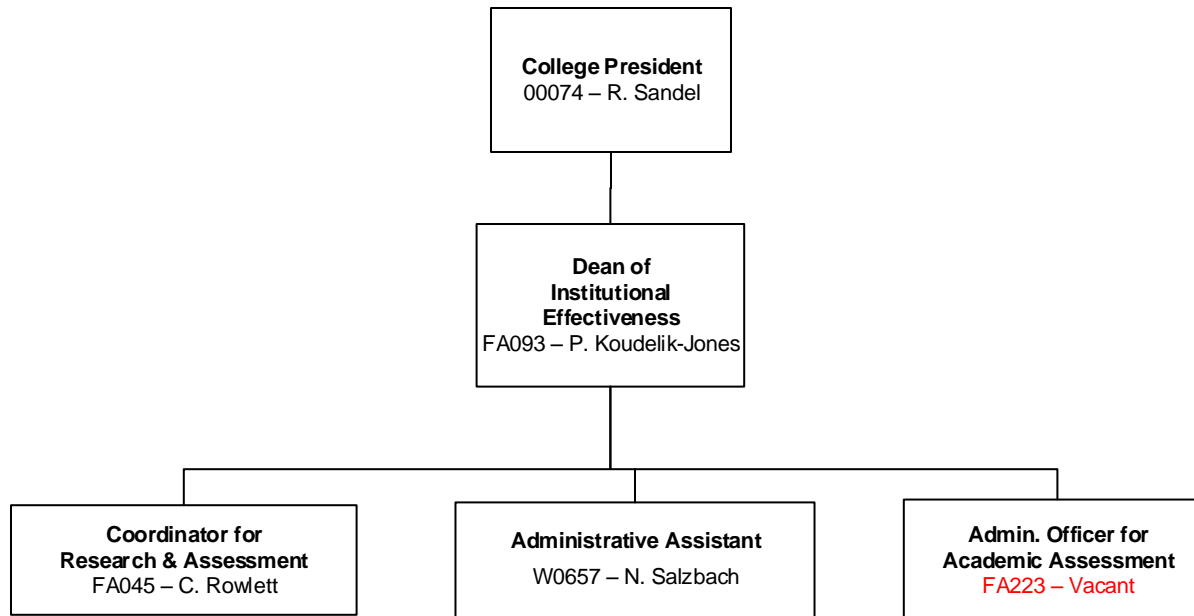 College President
00074 – R. Sandel
Dean of
Institutional
Effectiveness
FA093 – P. Koudelik-Jones
Coordinator for
Research & Assessment
FA045 – C. Rowlett
Administrative Assistant
W0657 – N. Salzbach
Admin. Officer for
Academic Assessment
FA223 – Vacant